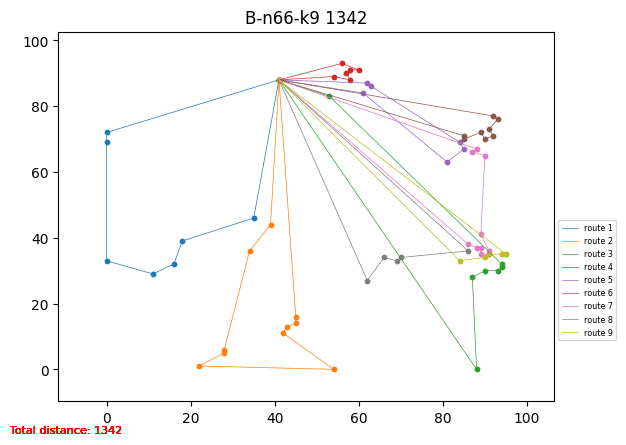 B-n66-k9 1342
100
80
60
40
20
0
0 20 40 60 80 100
route 1
route 2
route 3
route 4
route 5
route 6
route 7
route 8
route 9
Total distance: 1342